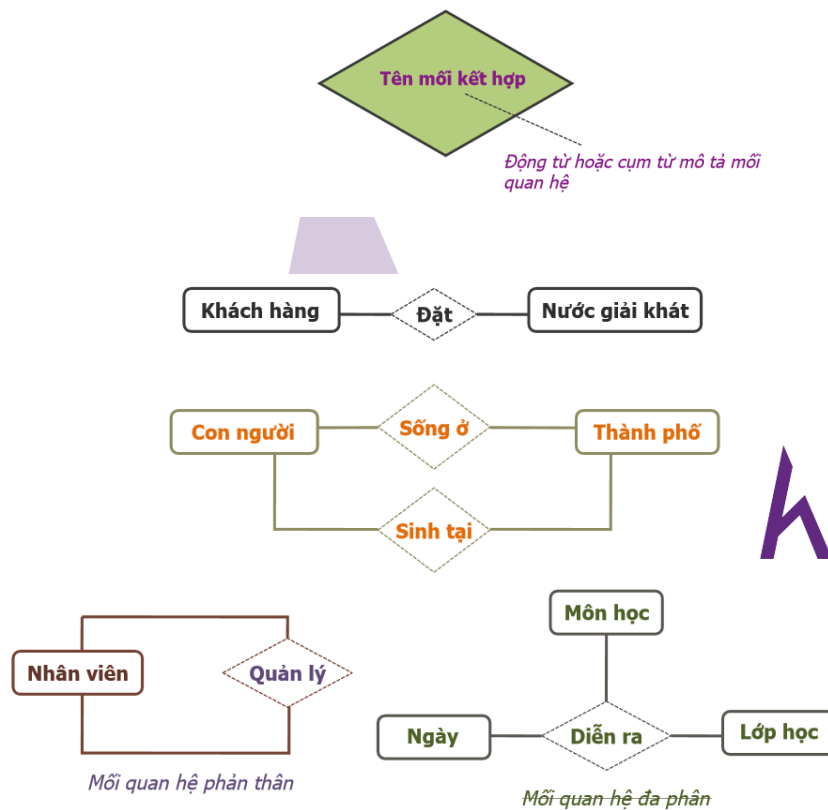 Tên mối kết hợp
Động từ hoặc cụm từ mô tả mối
quan hệ
Khách hàng
Đặt
Nước giải khát
Con người
Sống ở
Thành phố
Sinh tại
Môn học
Nhân viên
Quản lý
Ngày
Diễn ra
Lớp học
Mối quan hệ phản thân
Mối quan hệ đa phân